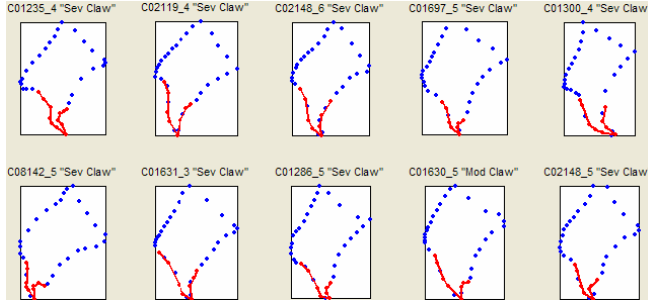 C01235_4 "Sev Claw" C02119_4 "Sev Claw" C02148_6 "Sev Claw" C01697_5 "Sev Claw" C01300_4 "Sev Claw"
C08142_5 "Sev Claw" C01631_3 "Sev Claw" C01286_5 "Sev Claw" C01630_5 "Mod Claw" C02148_5 "Sev Claw"